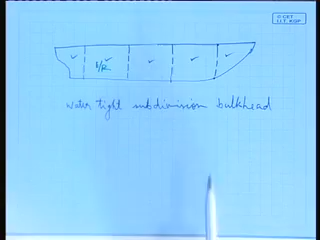 © CET
I.I.T. KGP
M/R
water tight subdivision bulkhead